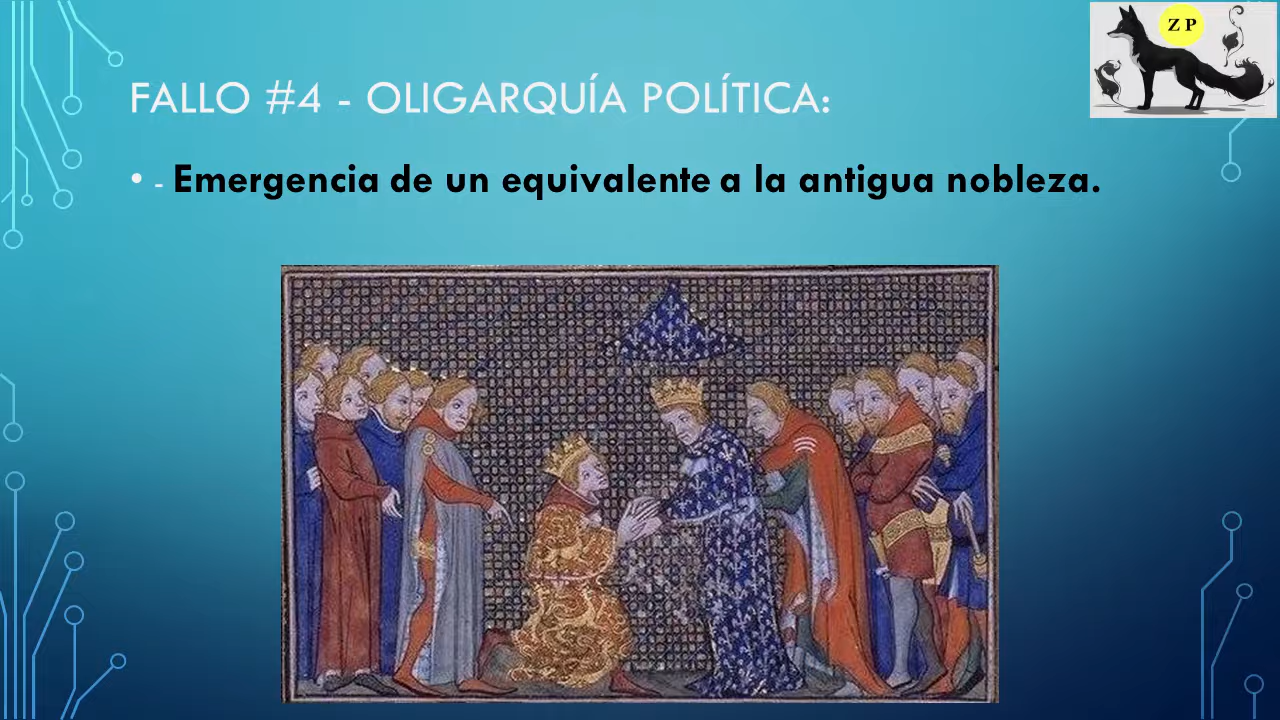 Z P
FALLO #4 - OLIGARQUÍA POLÍTICA:
• - Emergencia de un equivalente a la antigua nobleza.